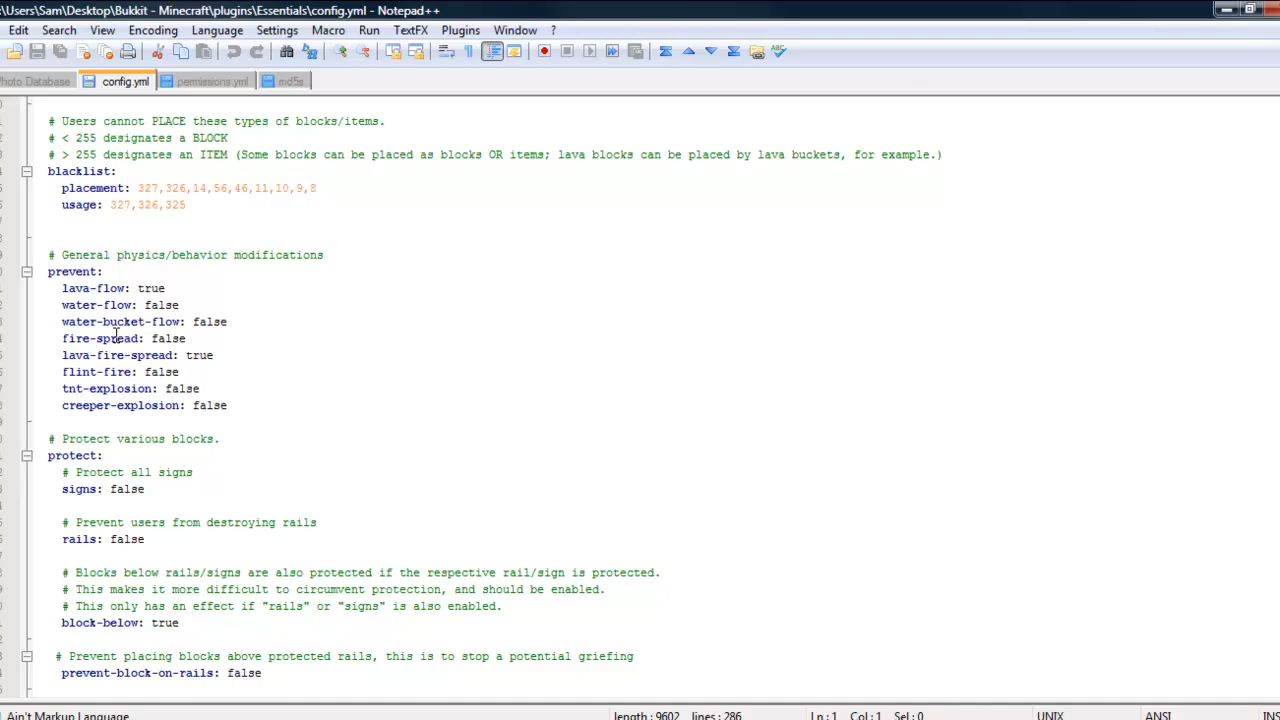 :\Users\Sam\Desktop\Bukkit - Minecraft\plugins\Essentials\config.yml - Notepad++
Edit Search View Encoding Language Settings Macro Run TextFX Plugins Window ?
hoto Database config.yml permissions.yml md5s
# Users cannot PLACE these types of blocks/items.
# < 255 designates a BLOCK
# > 255 designates an ITEM (Some blocks can be placed as blocks OR items; lava blocks can be placed by lava buckets, for example.)
blacklist:
placement: 327,326,14,56,46,11,10,9,8
usage: 327,326,325
# General physics/behavior modifications
prevent:
lava-flow: true
water-flow: false
water-bucket-flow: false
fire-spread: false
lava-fire-spread: true
flint-fire: false
tnt-explosion: false
creeper-explosion: false
# Protect various blocks.
protect:
# Protect all signs
signs: false
# Prevent users from destroying rails
rails: false
# Blocks below rails/signs are also protected if the respective rail/sign is protected.
# This makes it more difficult to circumvent protection, and should be enabled.
# This only has an effect if "rails" or "signs" is also enabled.
block-below: true
# Prevent placing blocks above protected rails, this is to stop a potential griefing
prevent-block-on-rails: false
Ain't Markup Language length : 9602 lines : 286 Ln : 1 Col : 1 Sel : 0 UNIX ANSI INS